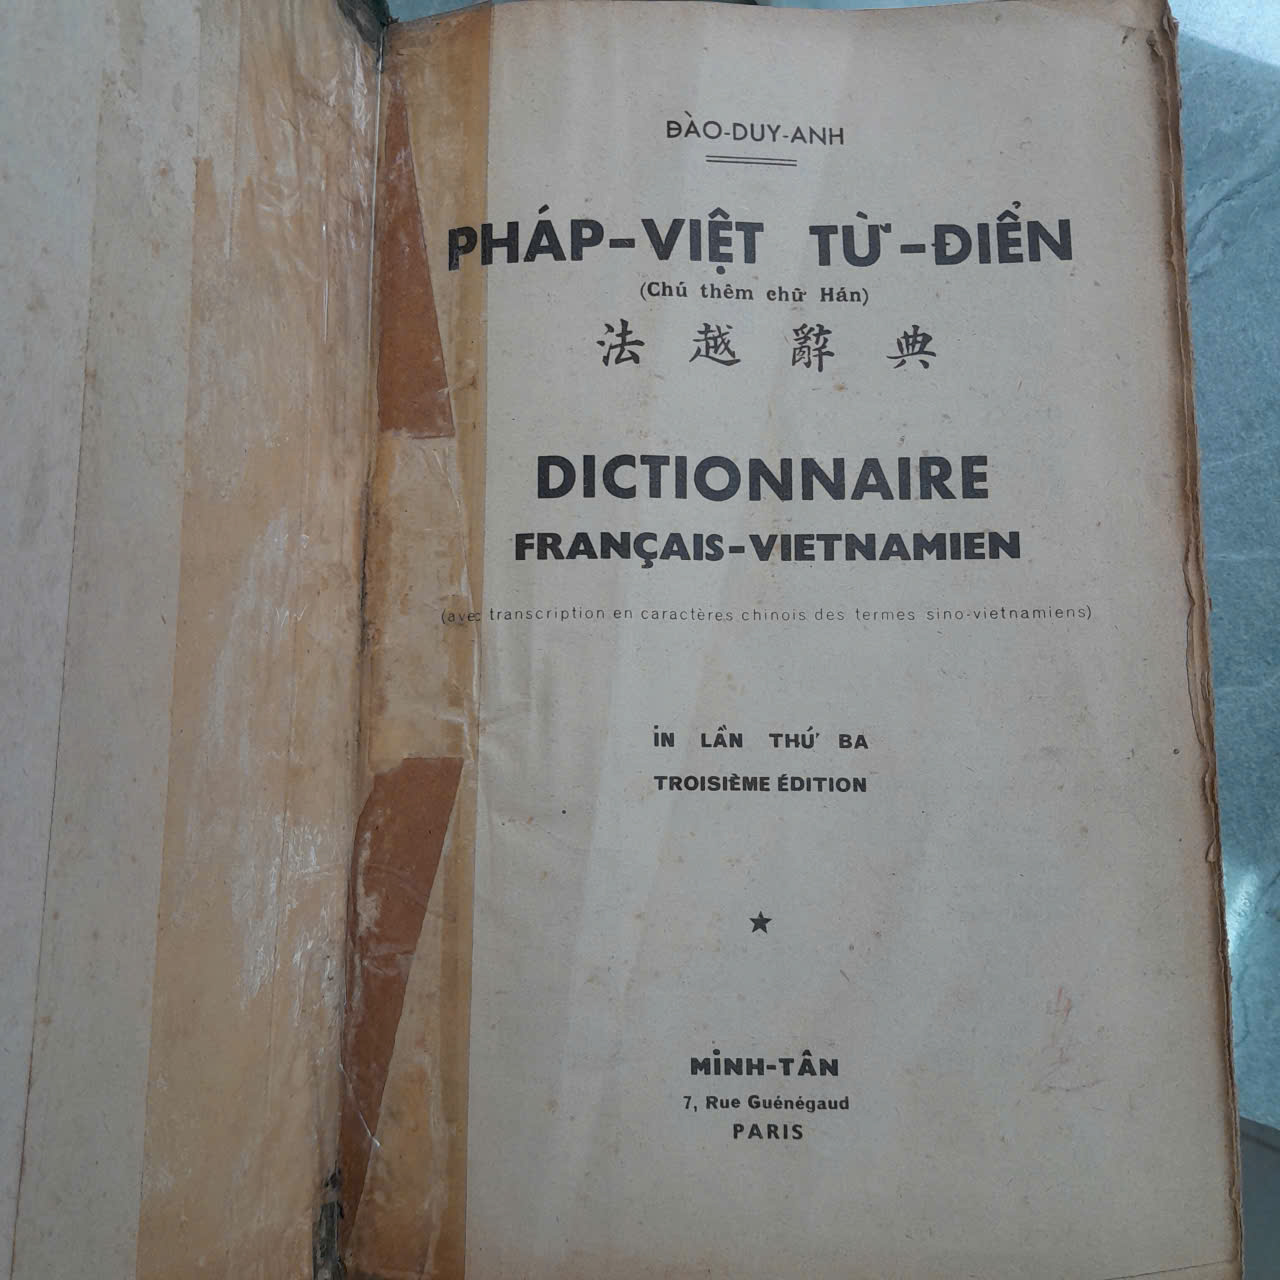 ĐÀO-DUY-ANH
PHÁP-VIỆT TỪ-ĐIỂN
(Chú thêm chữ Hán)
法越辭典
DICTIONNAIRE
FRANÇAIS-VIETNAMIEN
(avec transcription en caractères chinois des termes sino-vietnamiens)
IN LẦN THỨ BA
TROISIÈME ÉDITION
MINH-TÂN
7, Rue Guénégaud
PARIS